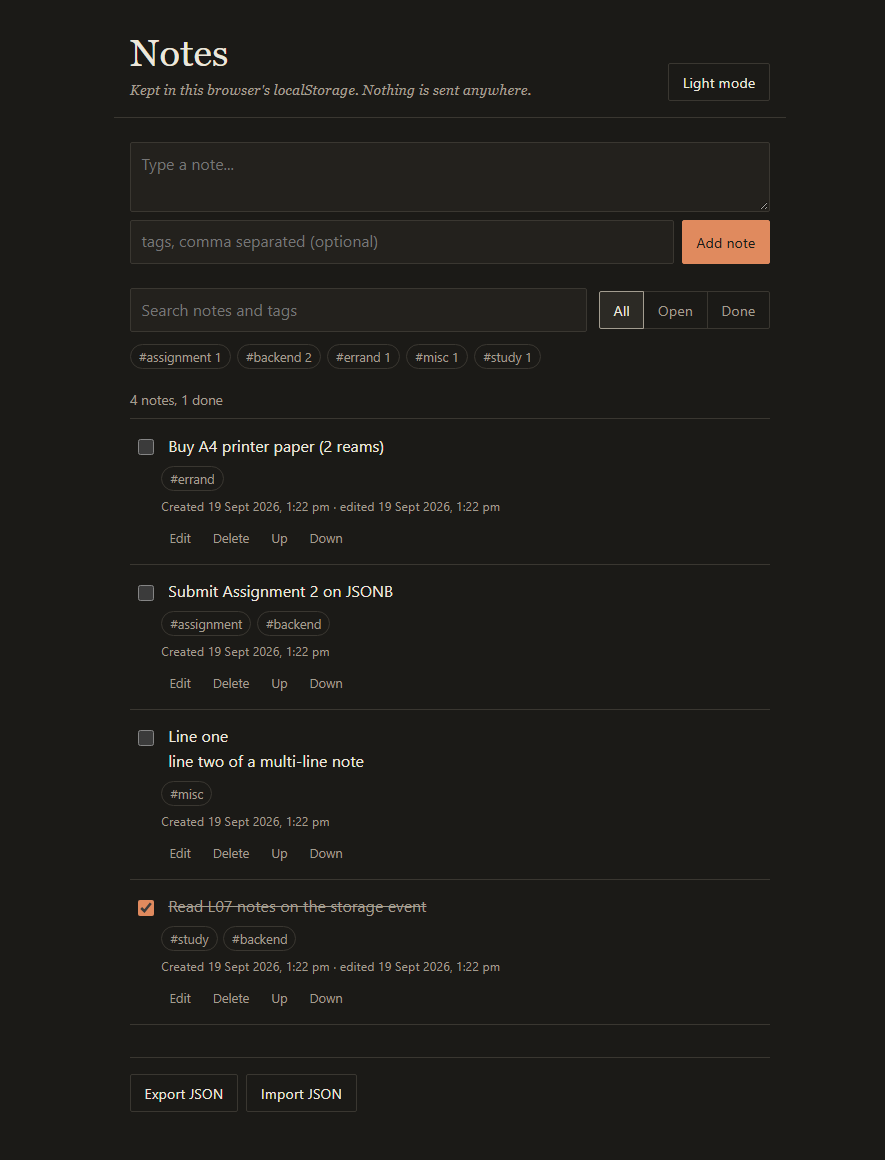 Notes
Kept in this browser's localStorage. Nothing is sent anywhere.
Light mode
Type a note...
tags, comma separated (optional)
Add note
Search notes and tags
All Open Done
#assignment 1 #backend 2 #errand 1 #misc 1 #study 1
4 notes, 1 done
Buy A4 printer paper (2 reams)
#errand
Created 19 Sept 2026, 1:22 pm · edited 19 Sept 2026, 1:22 pm
Edit Delete Up Down
Submit Assignment 2 on JSONB
#assignment #backend
Created 19 Sept 2026, 1:22 pm
Edit Delete Up Down
Line one
line two of a multi-line note
#misc
Created 19 Sept 2026, 1:22 pm
Edit Delete Up Down
Read L07 notes on the storage event
#study #backend
Created 19 Sept 2026, 1:22 pm · edited 19 Sept 2026, 1:22 pm
Edit Delete Up Down
Export JSON Import JSON